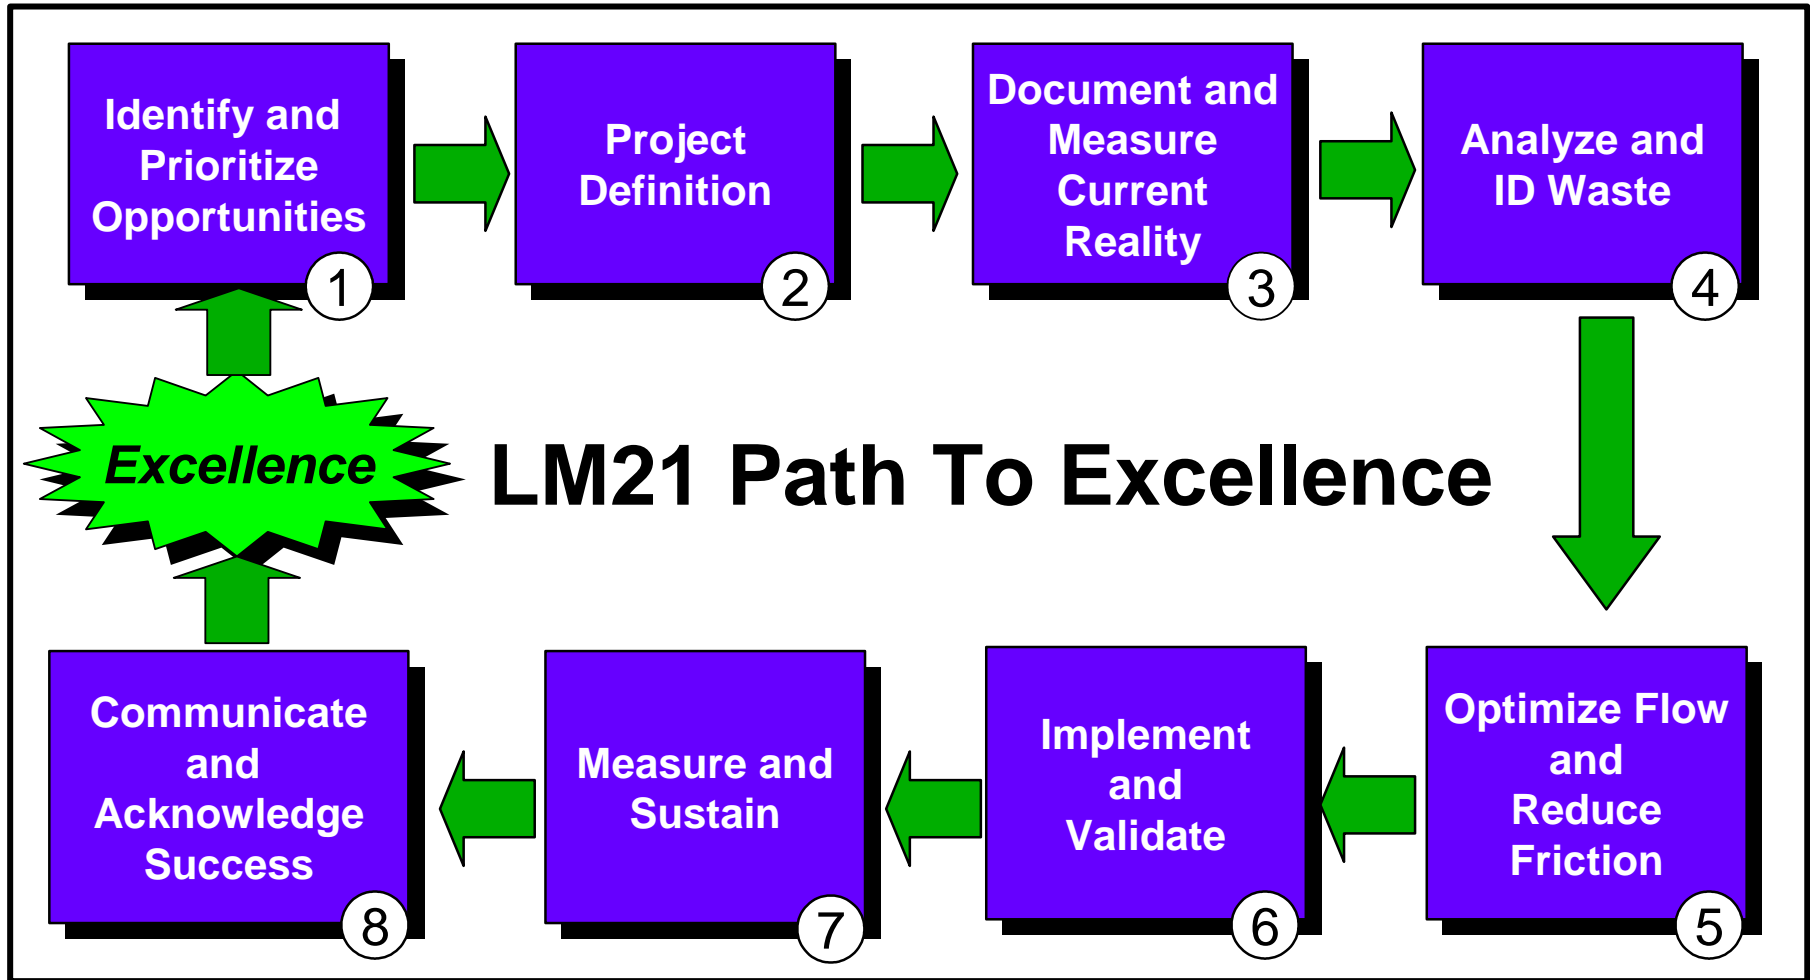 Identify and
Prioritize
Opportunities
1
Project
Definition
2
Document and
Measure
Current
Reality
3
Analyze and
ID Waste
4
Excellence
LM21 Path To Excellence
Optimize Flow
and
Reduce
Friction
5
Implement
and
Validate
6
Measure and
Sustain
7
Communicate
and
Acknowledge
Success
8